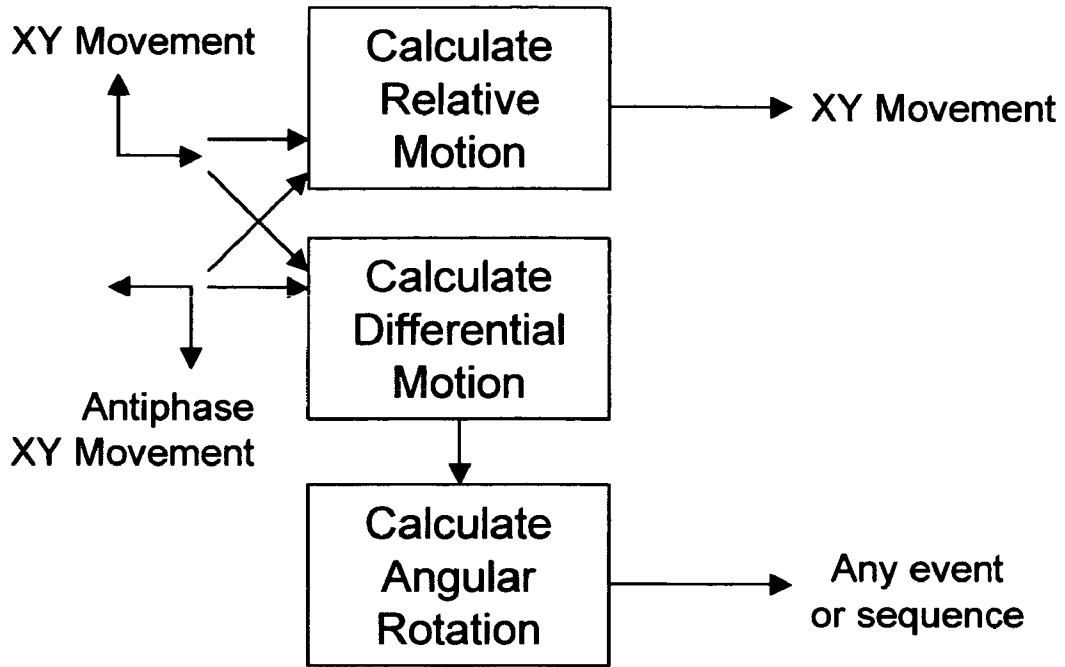 XY Movement
Calculate
Relative
Motion
XY Movement
Calculate
Differential
Motion
Antiphase
XY Movement
Calculate
Angular
Rotation
Any event
or sequence